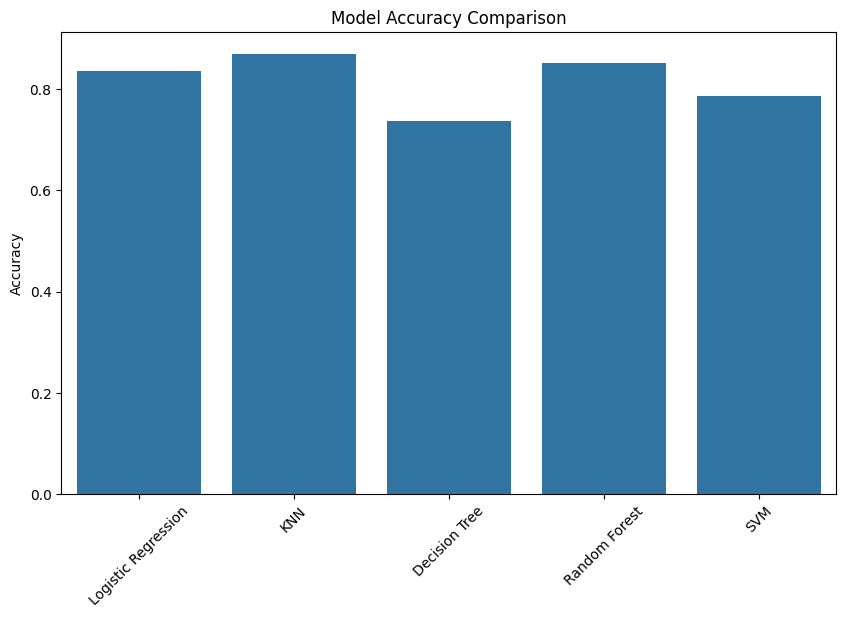 Model Accuracy Comparison
Accuracy
0.8
0.6
0.4
0.2
0.0
Logistic Regression
KNN
Decision Tree
Random Forest
SVM